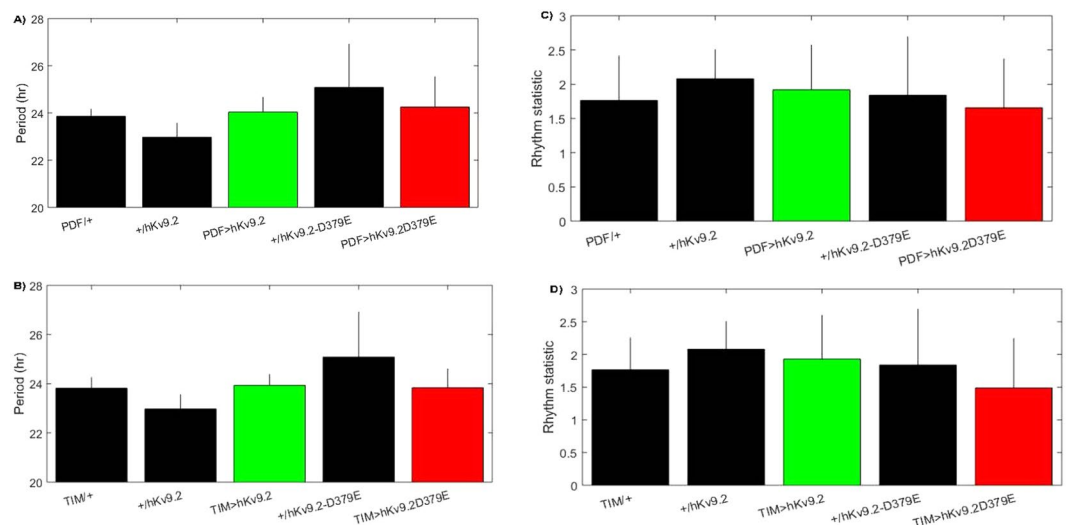 A)
28
26
24
22
20
Period (hr)
PDF/+
+/hKv9.2
PDF>hKv9.2
+/hKv9.2-D379E
PDF>hKv9.2D379E
C)
3
2.5
2
1.5
1
0.5
0
Rhythm statistic
PDF/+
+/hKv9.2
PDF>hKv9.2
+/hKv9.2-D379E
PDF>hKv9.2D379E
B)
28
26
24
22
20
Period (hr)
TIM/+
+/hKv9.2
TIM>hKv9.2
+/hKv9.2-D379E
TIM>hKv9.2D379E
D)
3
2.5
2
1.5
1
0.5
0
Rhythm statistic
TIM/+
+/hKv9.2
TIM>hKv9.2
+/hKv9.2-D379E
TIM>hKv9.2D379E